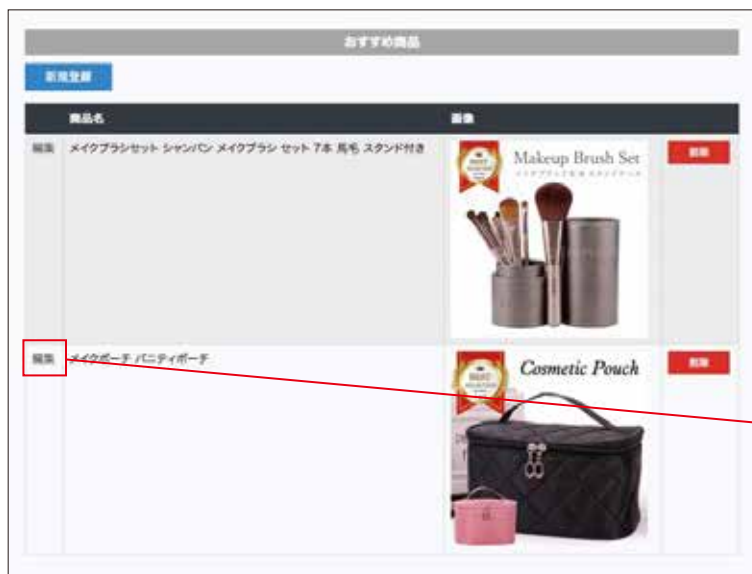 おすすめ商品
新規登録
商品名 画像
編集 メイクブラシセット シャンパン メイクブラシ セット 7本 馬毛 スタンド付き
Makeup Brush Set
削除
編集 メイクポーチ バニティポーチ
Cosmetic Pouch
削除